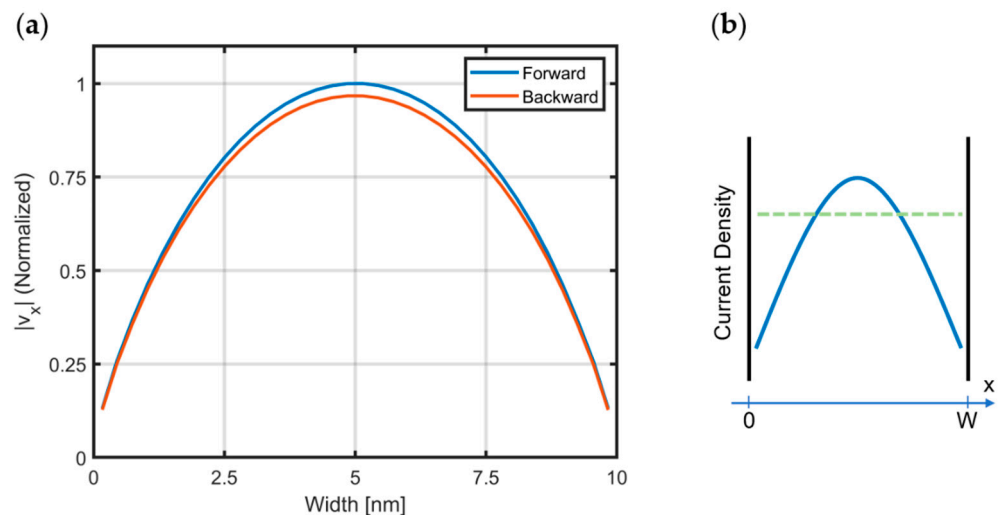 (a)
Forward
Backward
|vₓ| (Normalized)
1
0.75
0.5
0.25
0
0 2.5 5 7.5 10
Width [nm]
(b)
Current Density
x
0 W